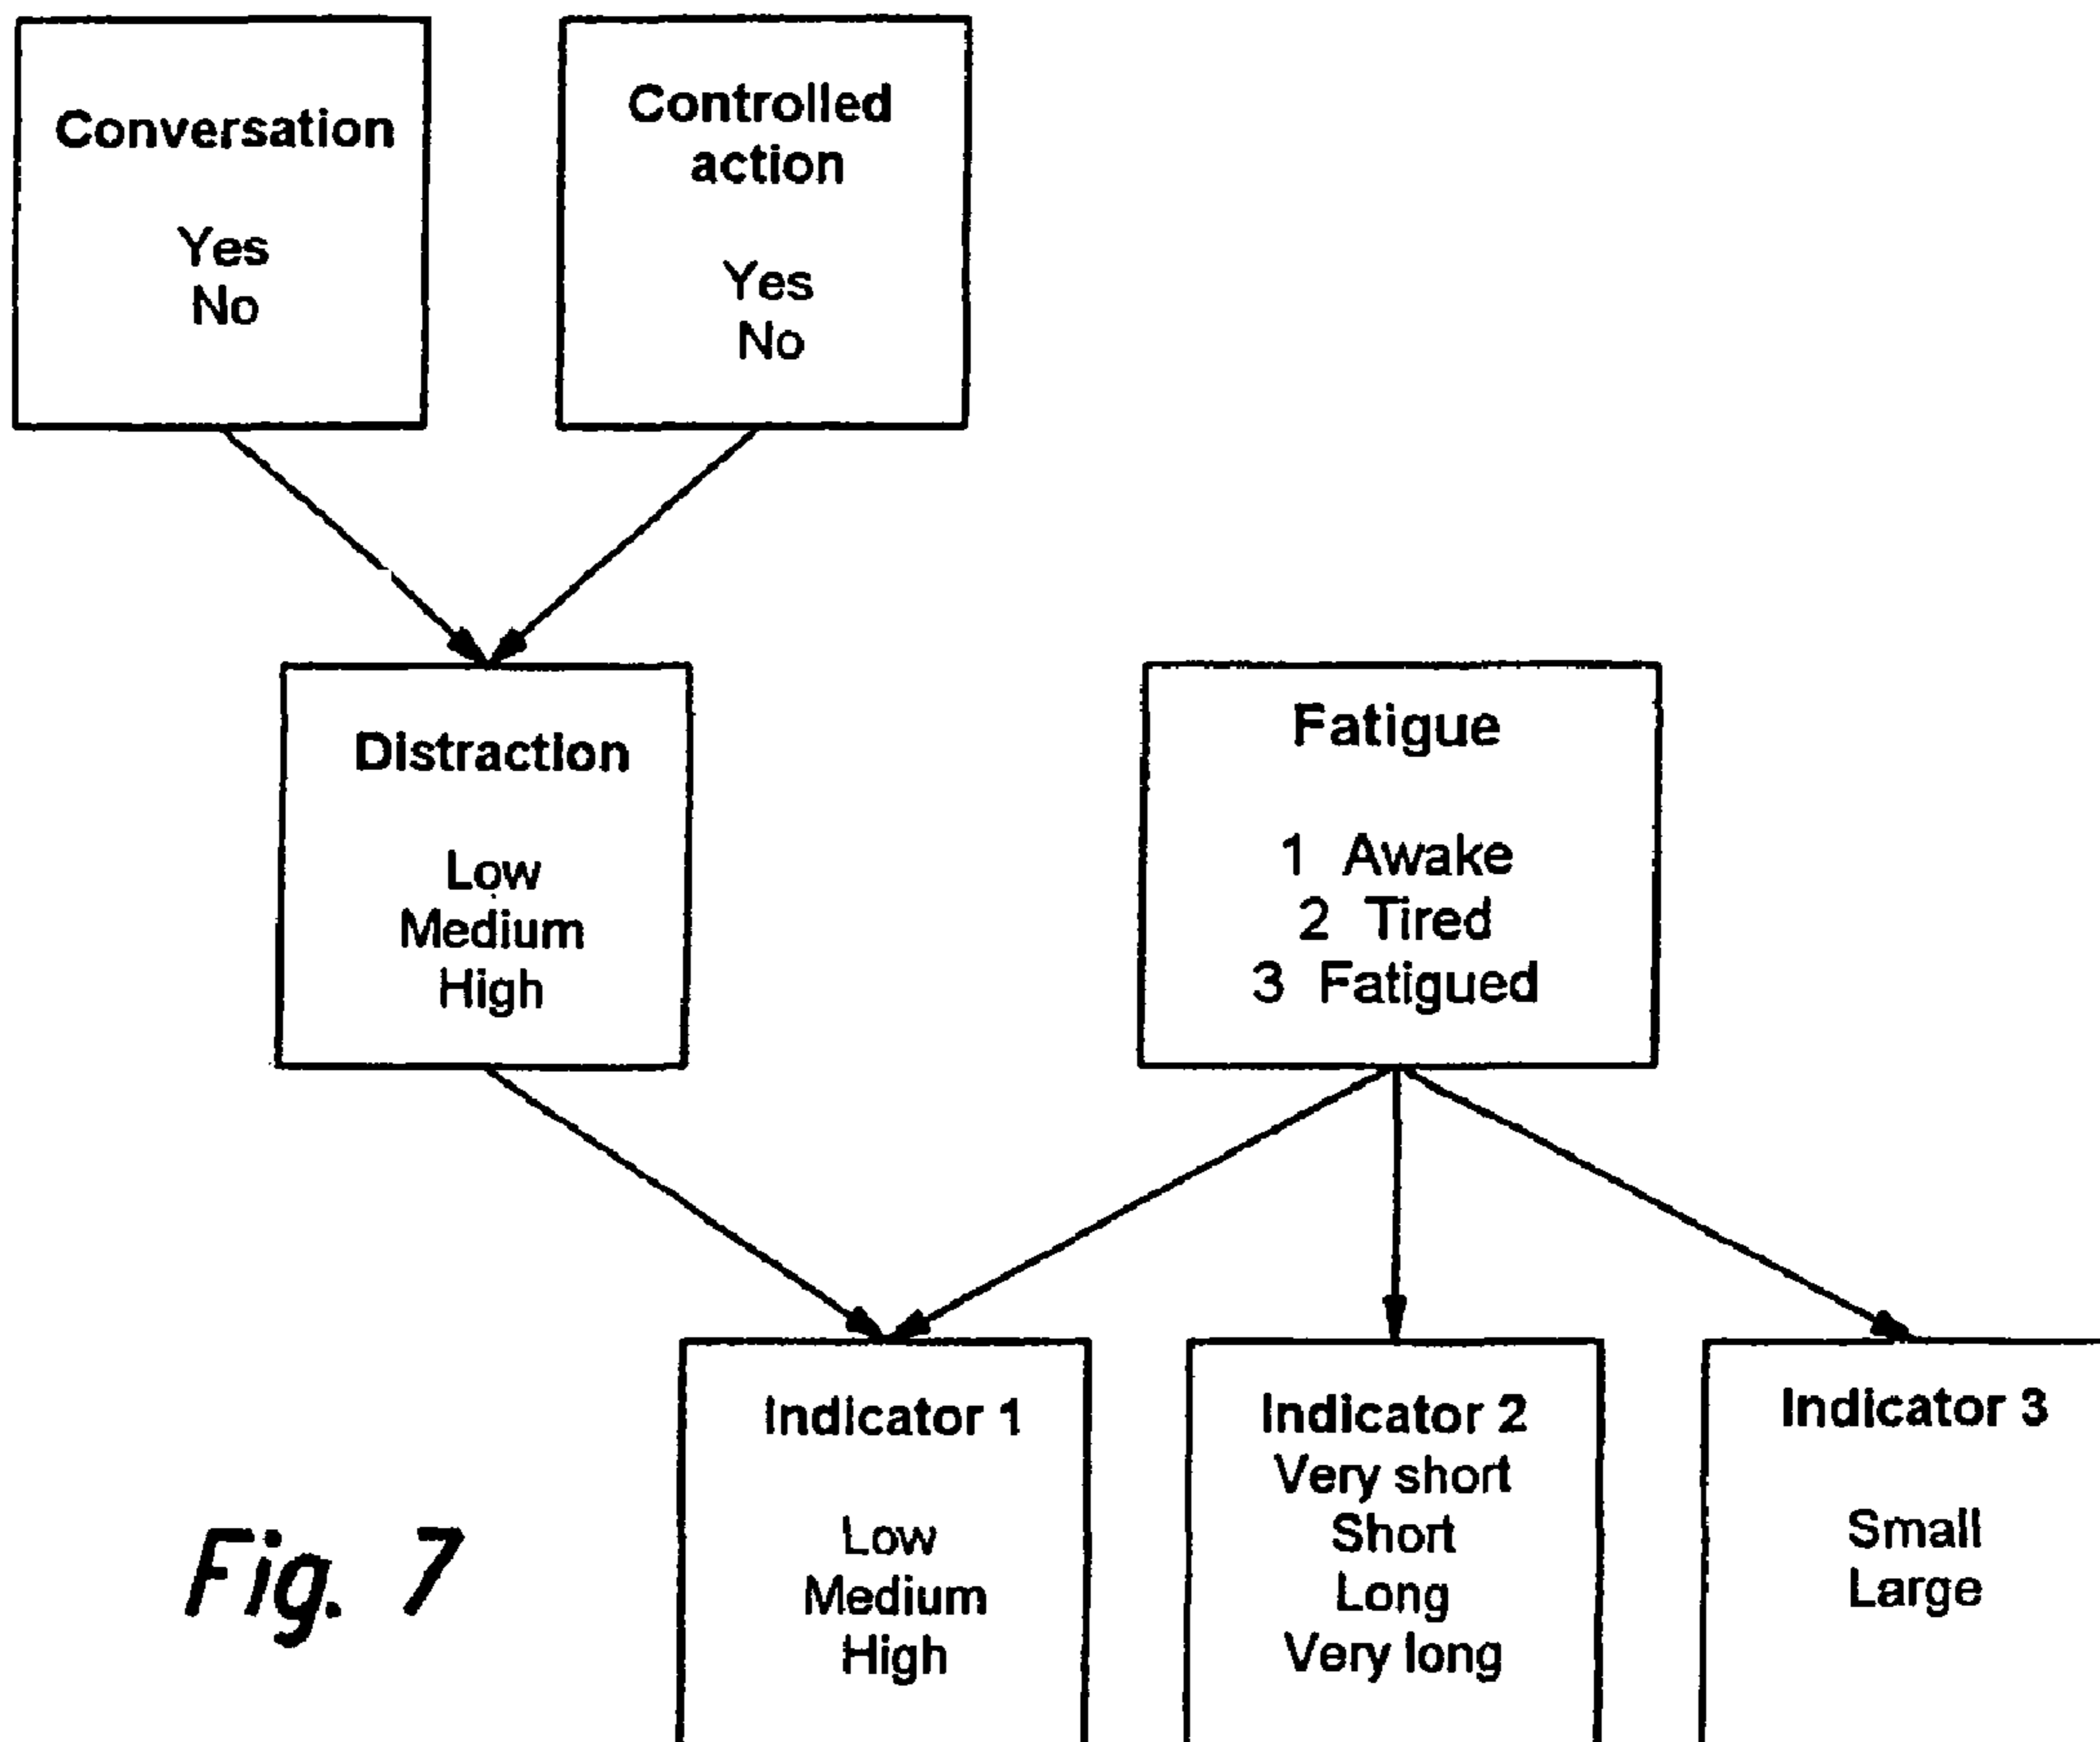 Conversation
Yes
No
Controlled
action
Yes
No
Distraction
Low
Medium
High
Fatigue
1 Awake
2 Tired
3 Fatigued
Indicator 1
Low
Medium
High
Indicator 2
Very short
Short
Long
Very long
Indicator 3
Small
Large
Fig. 7